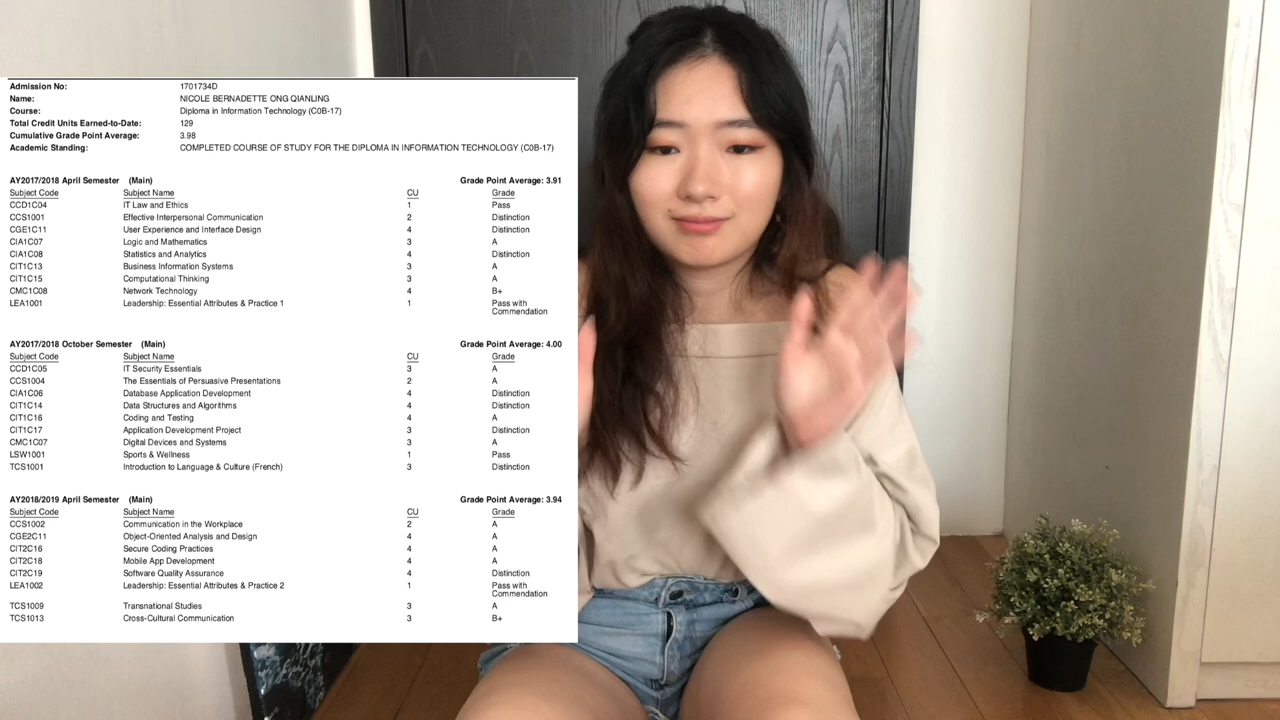 Admission No: 1701734D
Name: NICOLE BERNADETTE ONG QIANLING
Course: Diploma in Information Technology (C0B-17)
Total Credit Units Earned-to-Date: 129
Cumulative Grade Point Average: 3.98
Academic Standing: COMPLETED COURSE OF STUDY FOR THE DIPLOMA IN INFORMATION TECHNOLOGY (C0B-17)
AY2017/2018 April Semester (Main) Grade Point Average: 3.91
Subject Code Subject Name CU Grade
CCD1C04 IT Law and Ethics 1 Pass
CCS1001 Effective Interpersonal Communication 2 Distinction
CGE1C11 User Experience and Interface Design 4 Distinction
CIA1C07 Logic and Mathematics 3 A
CIA1C08 Statistics and Analytics 4 Distinction
CIT1C13 Business Information Systems 3 A
CIT1C15 Computational Thinking 3 A
CMC1C08 Network Technology 4 B+
LEA1001 Leadership: Essential Attributes & Practice 1 1 Pass with
Commendation
AY2017/2018 October Semester (Main) Grade Point Average: 4.00
Subject Code Subject Name CU Grade
CCD1C05 IT Security Essentials 3 A
CCS1004 The Essentials of Persuasive Presentations 2 A
CIA1C06 Database Application Development 4 Distinction
CIT1C14 Data Structures and Algorithms 4 Distinction
CIT1C16 Coding and Testing 4 A
CIT1C17 Application Development Project 3 Distinction
CMC1C07 Digital Devices and Systems 3 A
LSW1001 Sports & Wellness 1 Pass
TCS1001 Introduction to Language & Culture (French) 3 Distinction
AY2018/2019 April Semester (Main) Grade Point Average: 3.94
Subject Code Subject Name CU Grade
CCS1002 Communication in the Workplace 2 A
CGE2C11 Object-Oriented Analysis and Design 4 A
CIT2C16 Secure Coding Practices 4 A
CIT2C18 Mobile App Development 4 A
CIT2C19 Software Quality Assurance 4 Distinction
LEA1002 Leadership: Essential Attributes & Practice 2 1 Pass with
Commendation
TCS1009 Transnational Studies 3 A
TCS1013 Cross-Cultural Communication 3 B+